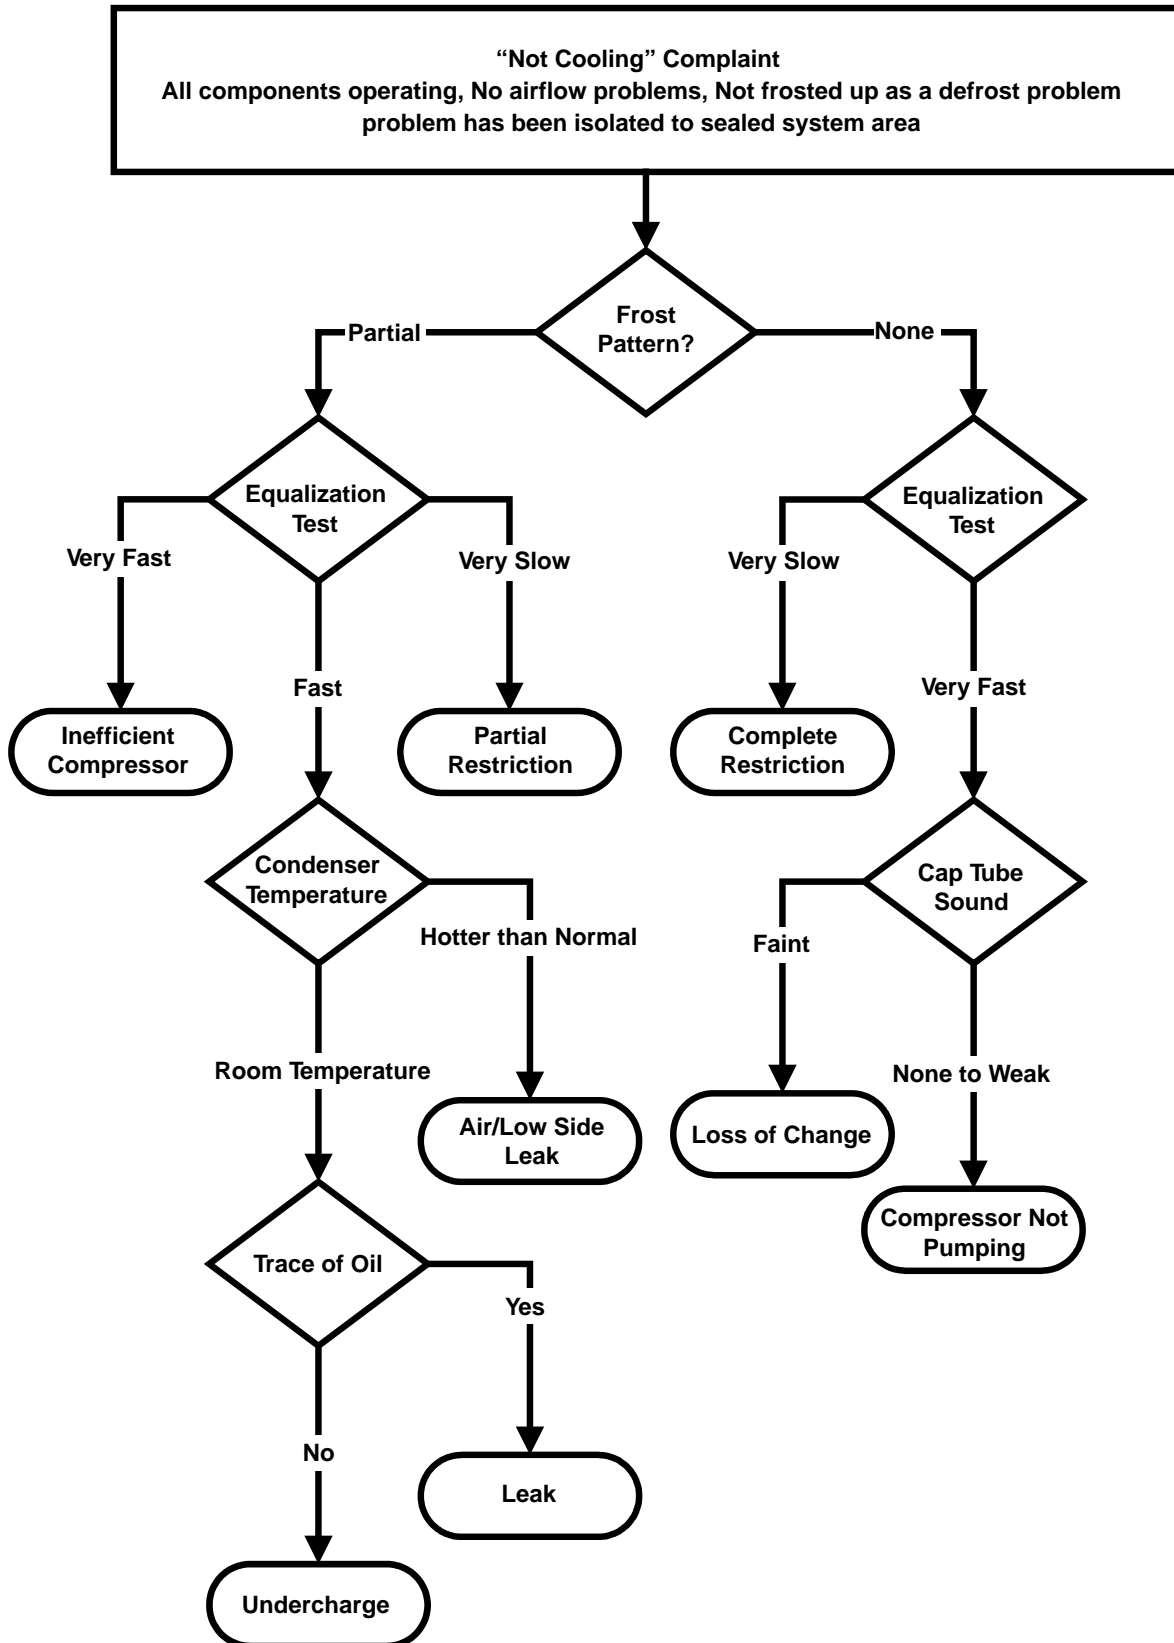 “Not Cooling” Complaint
All components operating, No airflow problems, Not frosted up as a defrost problem
problem has been isolated to sealed system area
Frost
Pattern?
Partial
None
Equalization
Test
Equalization
Test
Very Fast
Very Slow
Very Slow
Fast
Very Fast
Inefficient
Compressor
Partial
Restriction
Complete
Restriction
Condenser
Temperature
Cap Tube
Sound
Hotter than Normal
Faint
Room Temperature
None to Weak
Air/Low Side
Leak
Loss of Change
Compressor Not
Pumping
Trace of Oil
Yes
No
Leak
Undercharge